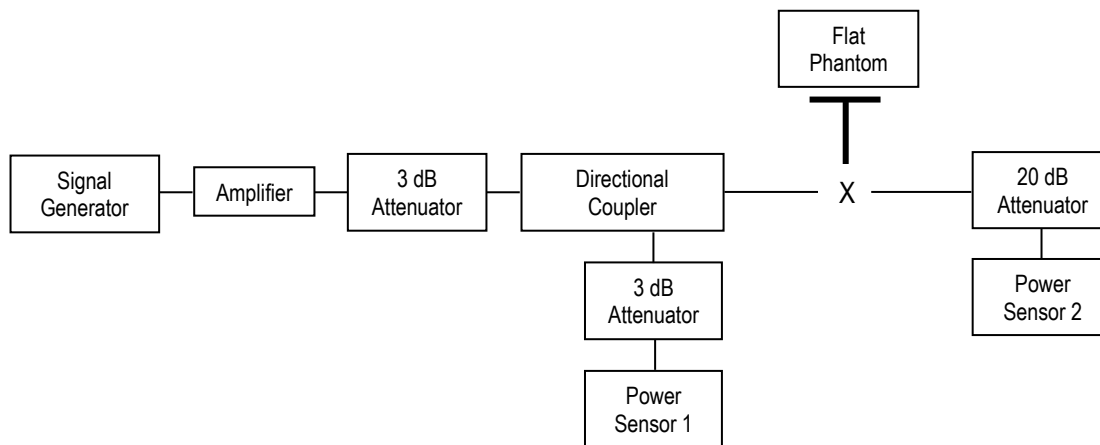 Flat
Phantom
Signal
Generator
Amplifier
3 dB
Attenuator
Directional
Coupler
X
20 dB
Attenuator
3 dB
Attenuator
Power
Sensor 2
Power
Sensor 1